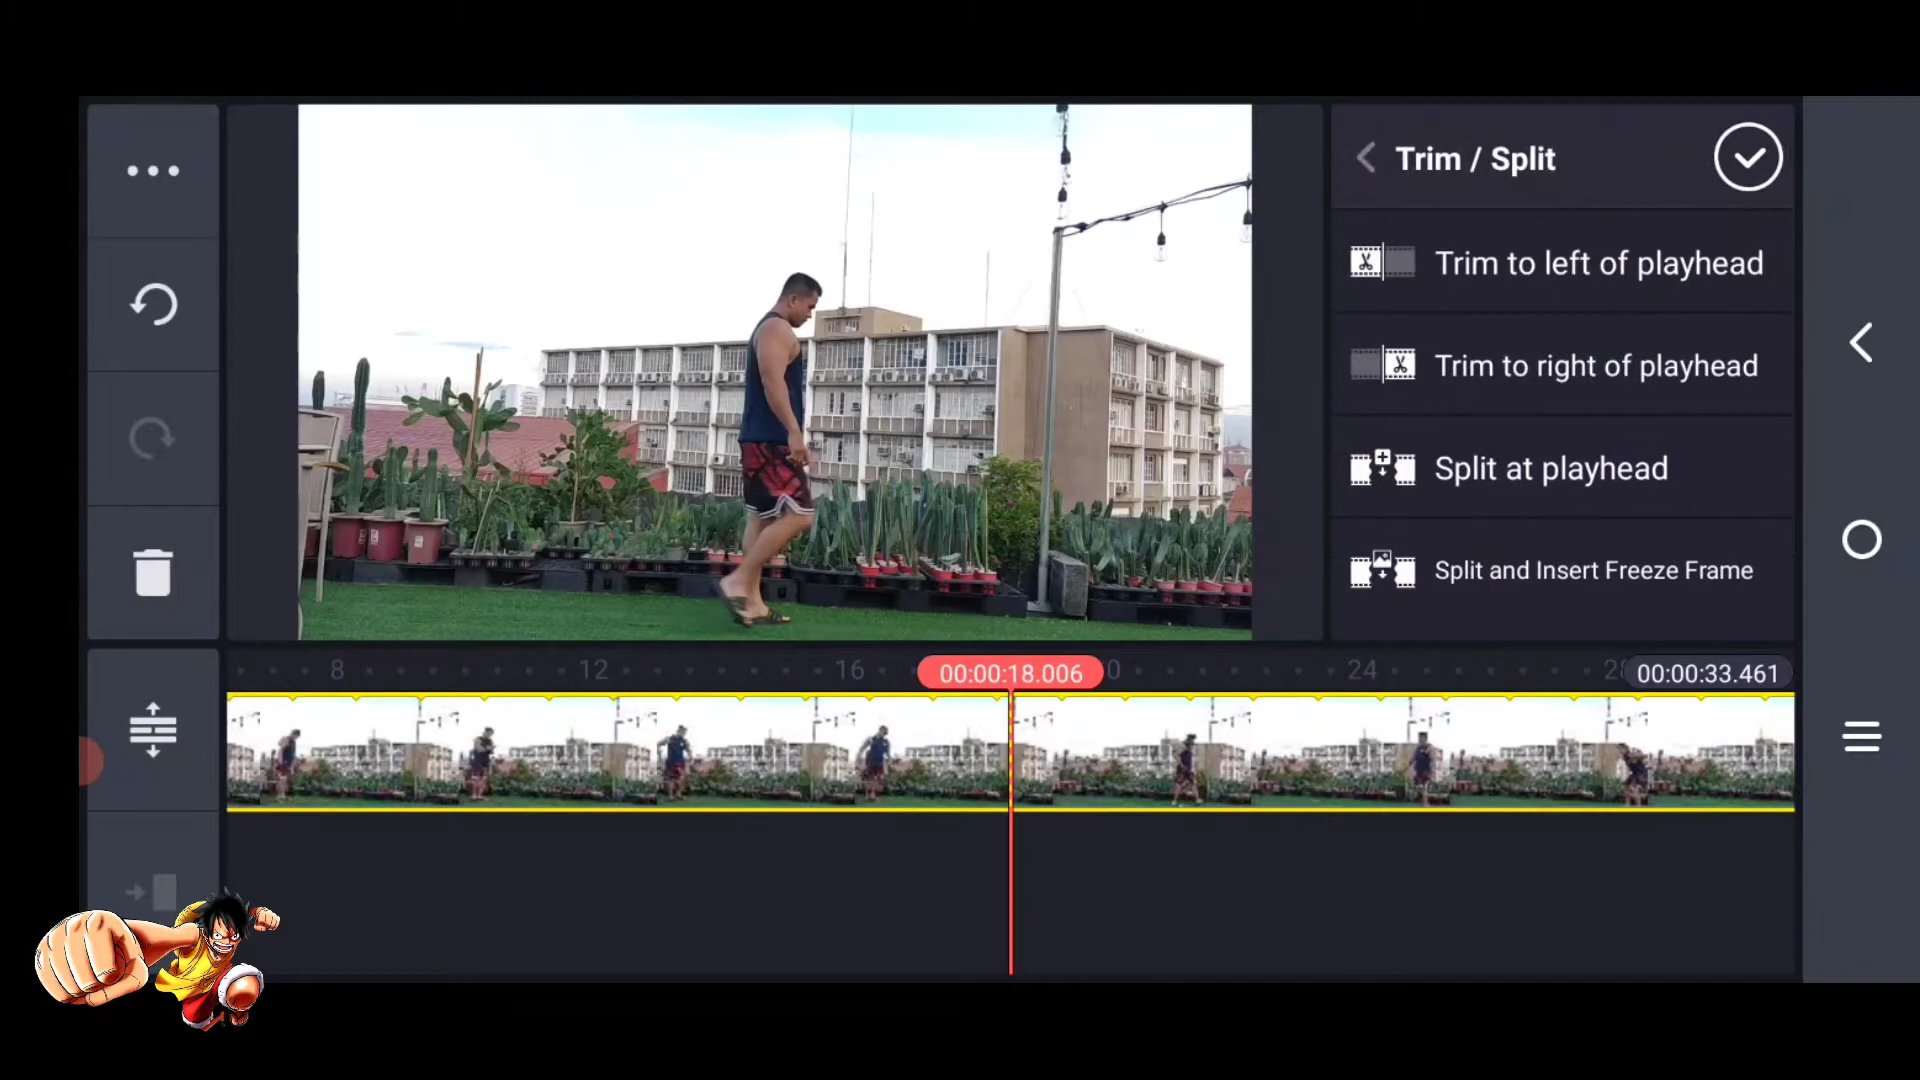 Trim / Split
Trim to left of playhead
Trim to right of playhead
Split at playhead
Split and Insert Freeze Frame
8 12 16 00:00:18.006 0 24 28 00:00:33.461